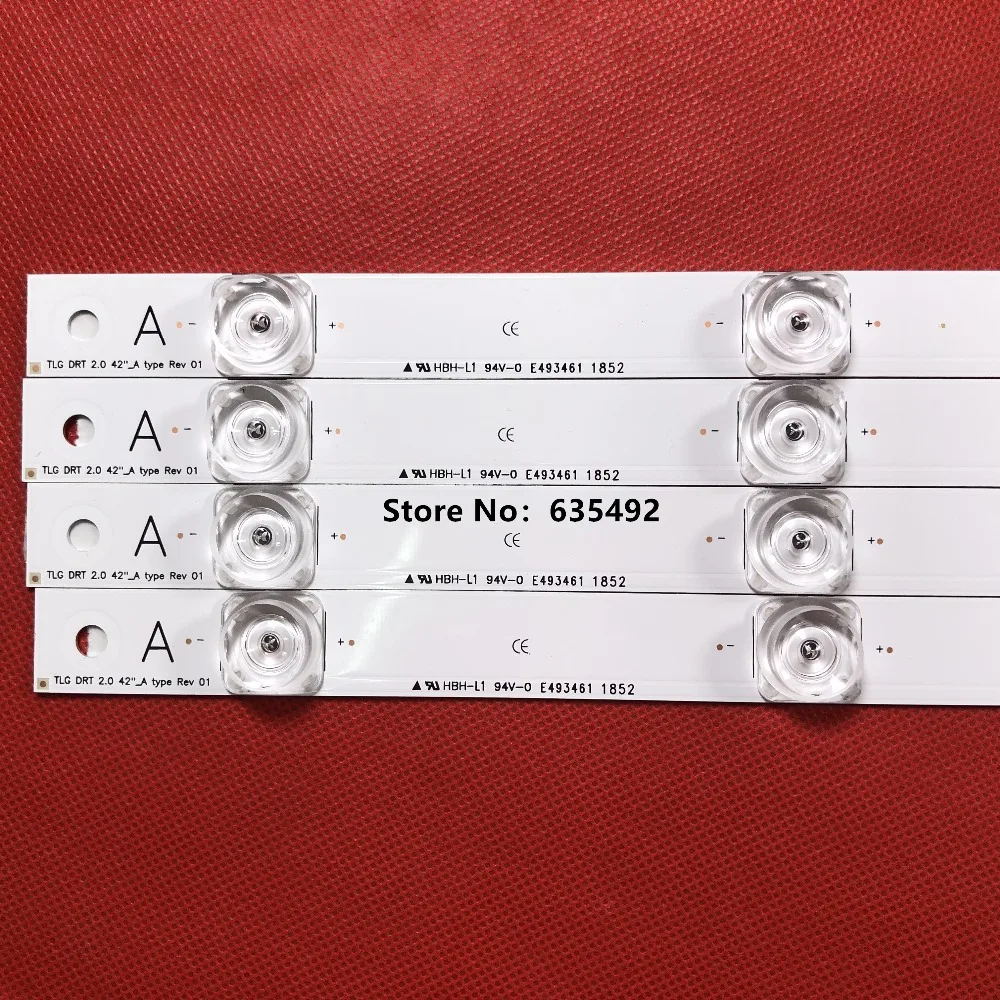 A - + CE - +
TLG DRT 2.0 42"_A type Rev 01 HBH-L1 94V-0 E493461 1852
A - + CE - +
TLG DRT 2.0 42"_A type Rev 01 HBH-L1 94V-0 E493461 1852
Store No: 635492
A - + CE - +
TLG DRT 2.0 42"_A type Rev 01 HBH-L1 94V-0 E493461 1852
A - + CE - +
TLG DRT 2.0 42"_A type Rev 01 HBH-L1 94V-0 E493461 1852